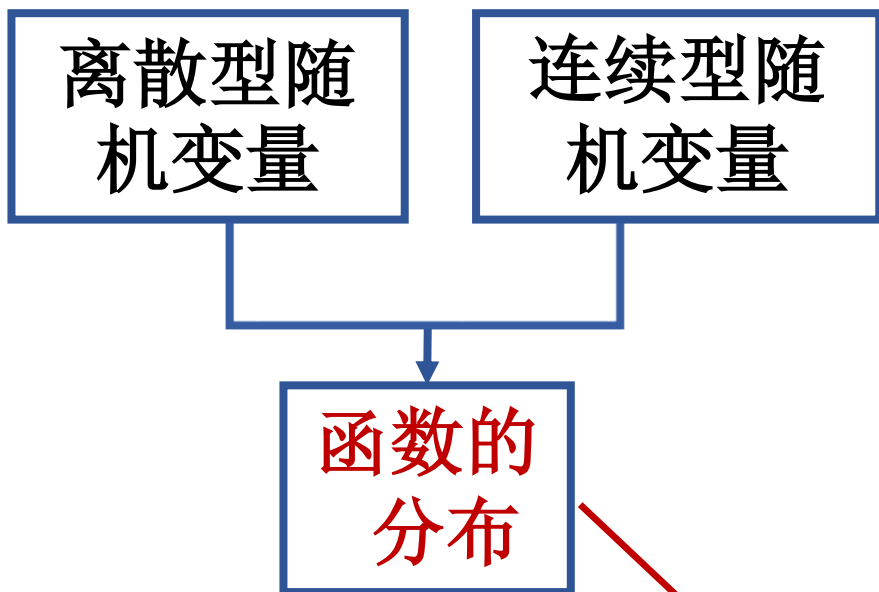 离散型随
机变量
连续型随
机变量
函数的
分布